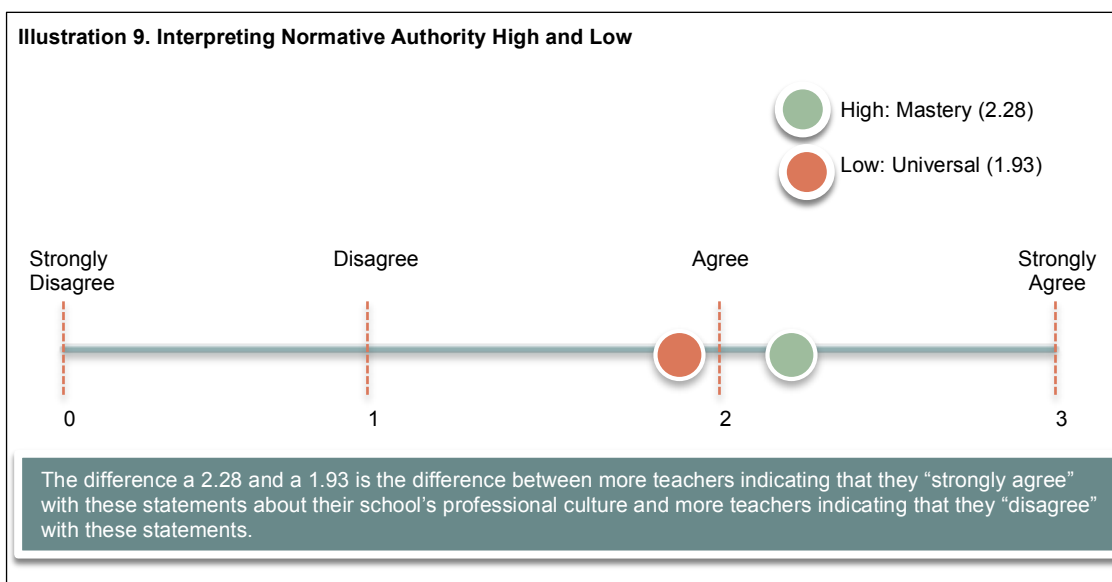 Illustration 9. Interpreting Normative Authority High and Low
High: Mastery (2.28)
Low: Universal (1.93)
Strongly
Disagree
Disagree
Agree
Strongly
Agree
0
1
2
3
The difference a 2.28 and a 1.93 is the difference between more teachers indicating that they “strongly agree”
with these statements about their school’s professional culture and more teachers indicating that they “disagree”
with these statements.